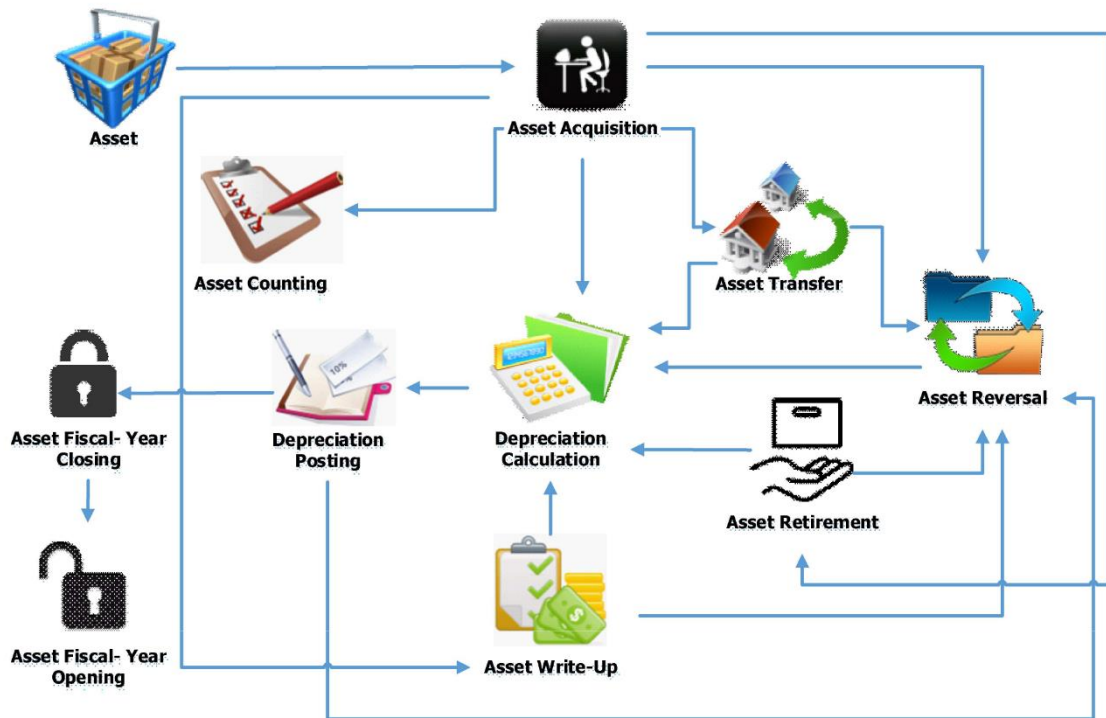 Asset
Asset Acquisition
Asset Counting
Asset Transfer
Asset Reversal
10%
Asset Fiscal- Year
Closing
Depreciation
Posting
Depreciation
Calculation
Asset Retirement
Asset Fiscal- Year
Opening
Asset Write-Up